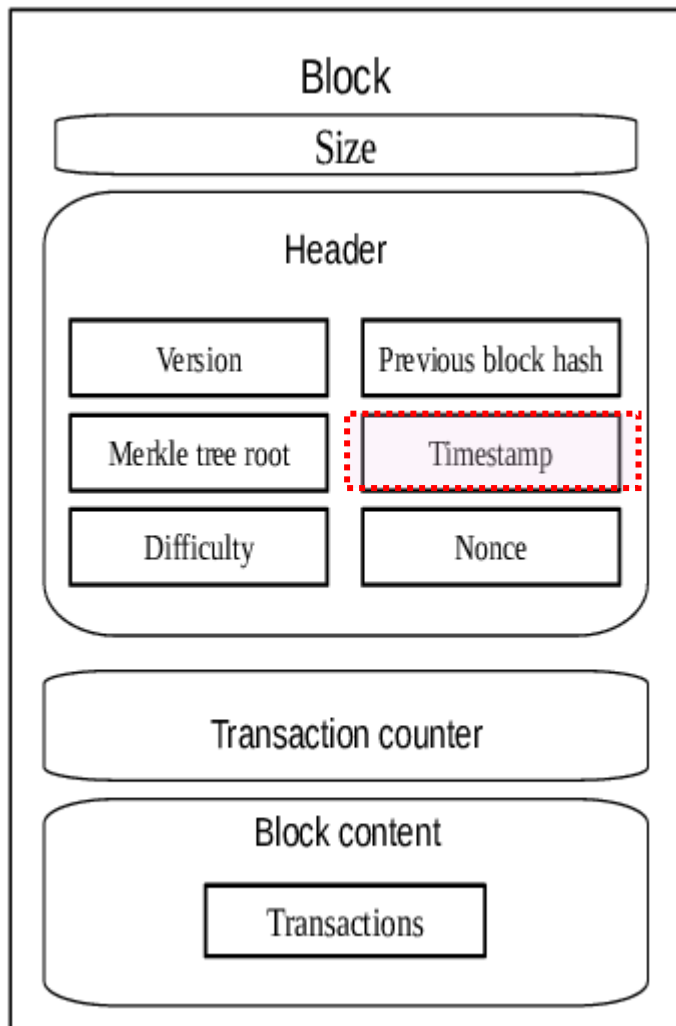 Block
Size
Header
Version
Previous block hash
Merkle tree root
Timestamp
Difficulty
Nonce
Transaction counter
Block content
Transactions